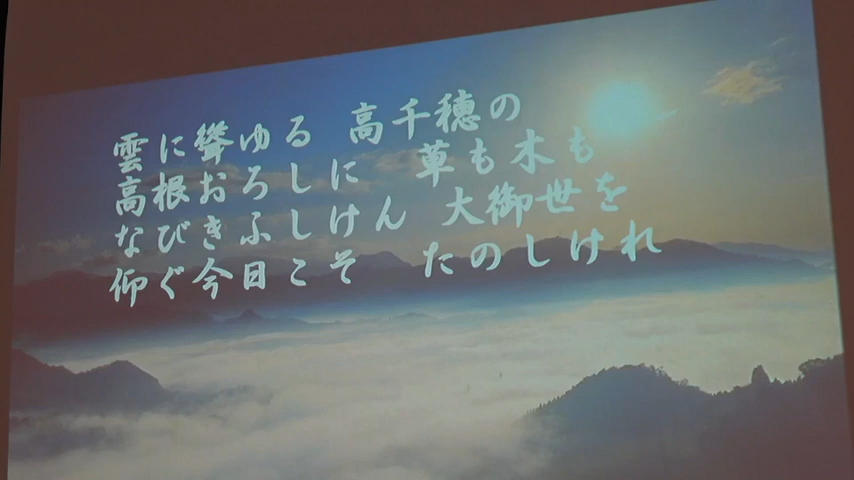 雲に聳ゆる 高千穂の
高根おろしに 草も木も
なびきふしけん 大御世を
仰ぐ今日こそ たのしけれ